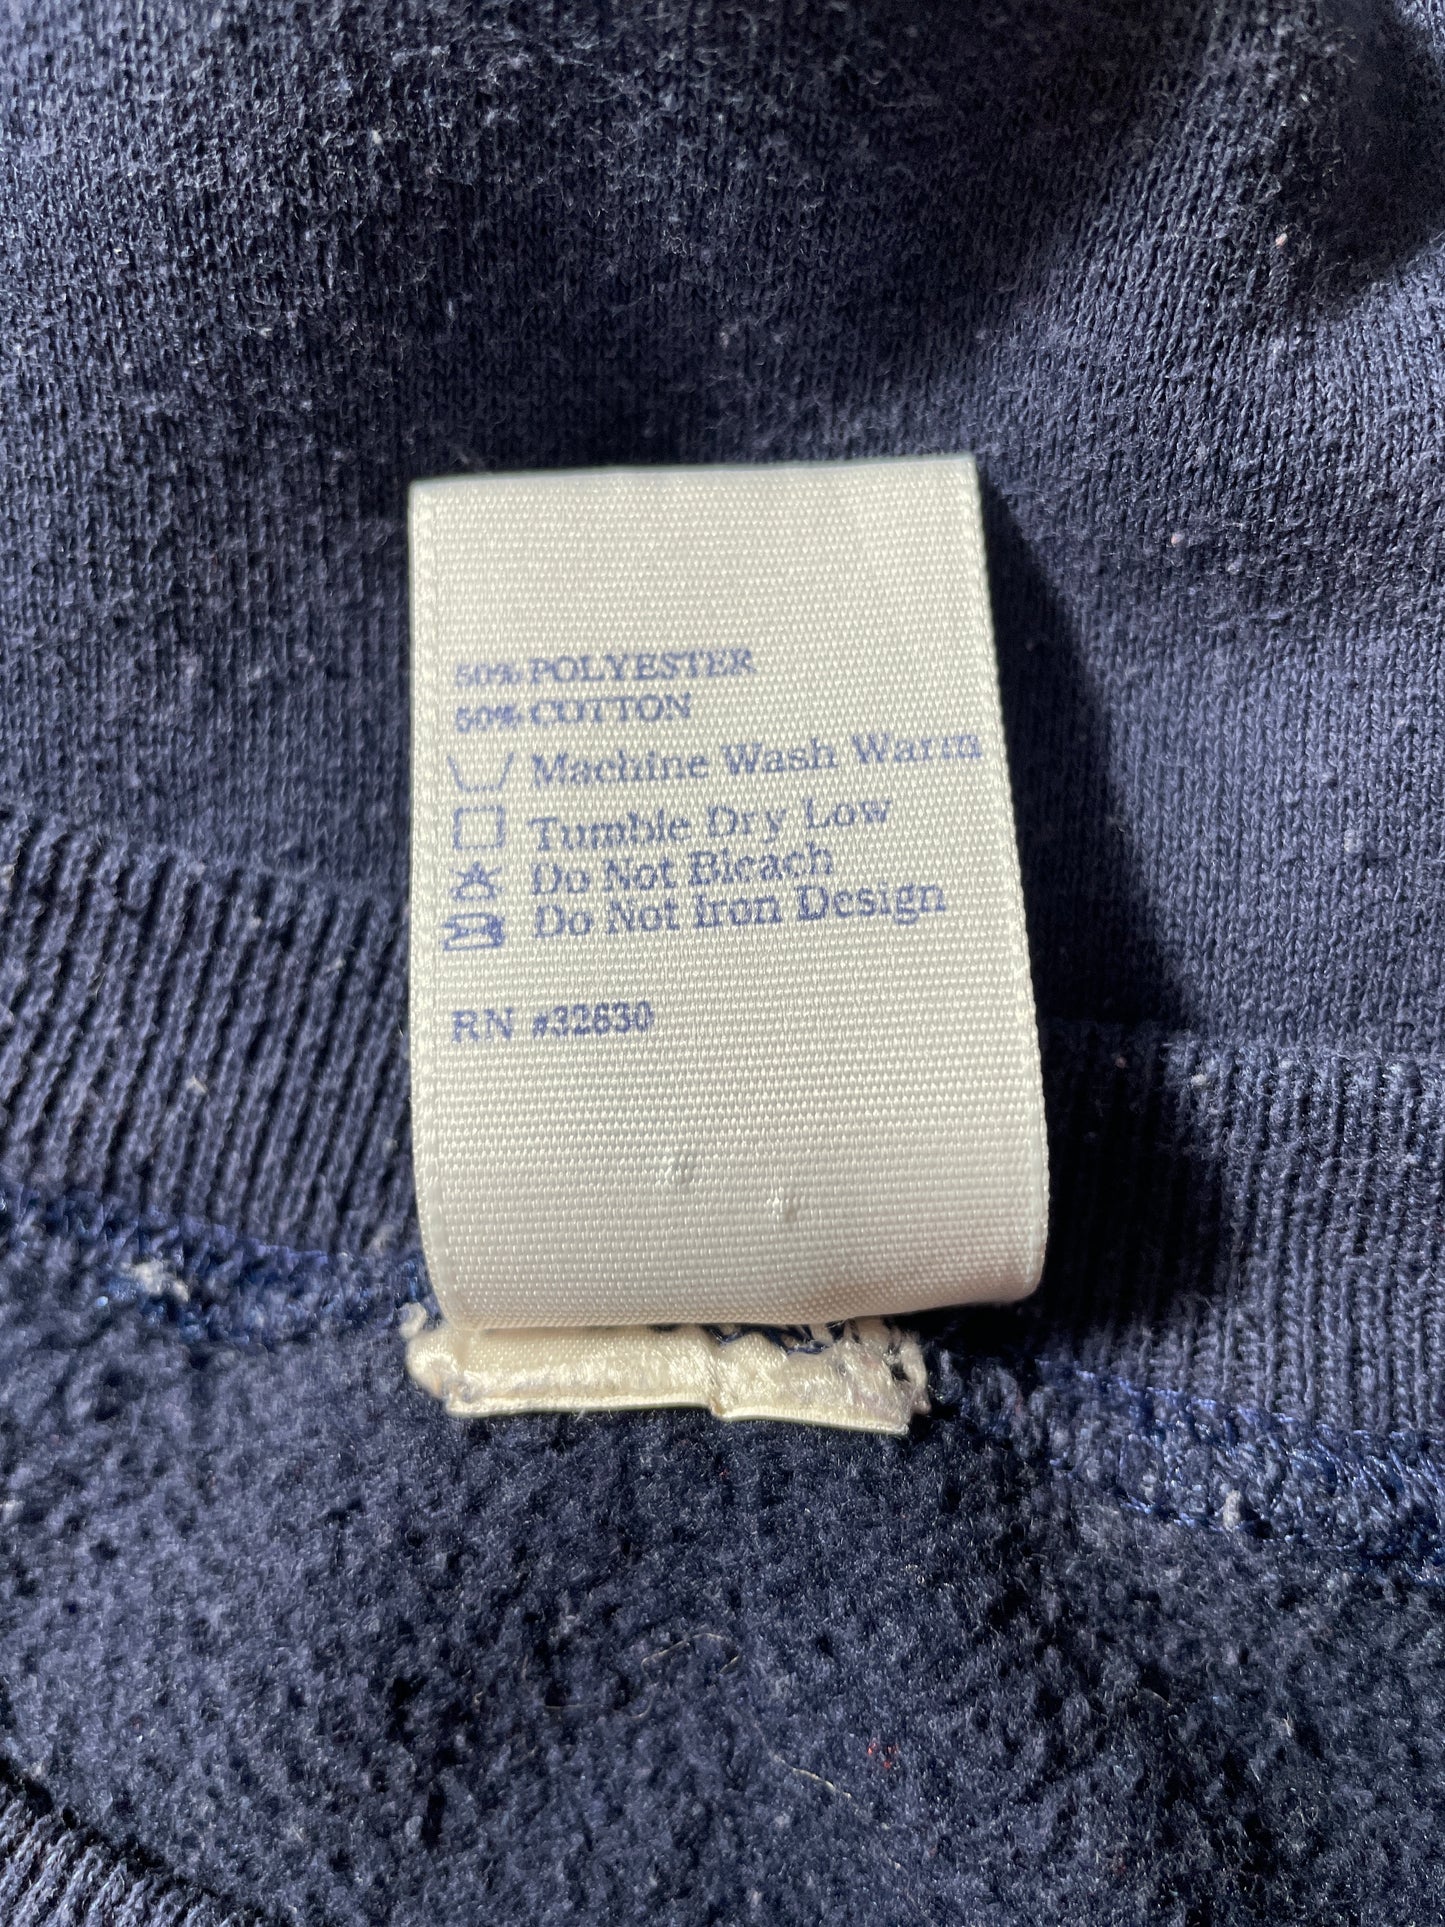 50% POLYESTER
50% COTTON
Machine Wash Warm
Tumble Dry Low
Do Not Bleach
Do Not Iron Design
RN #32630